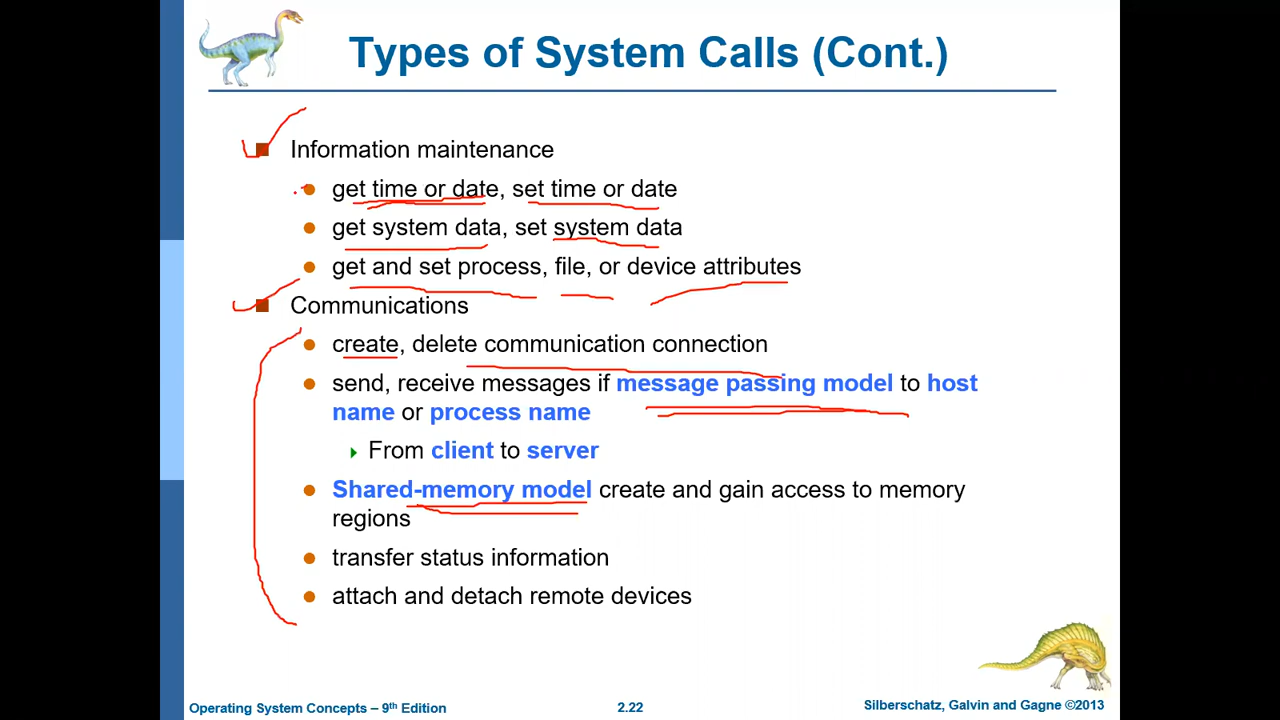 Types of System Calls (Cont.)
Information maintenance
get time or date, set time or date
get system data, set system data
get and set process, file, or device attributes
Communications
create, delete communication connection
send, receive messages if message passing model to host
name or process name
From client to server
Shared-memory model create and gain access to memory
regions
transfer status information
attach and detach remote devices
Operating System Concepts – 9th Edition
2.22
Silberschatz, Galvin and Gagne ©2013